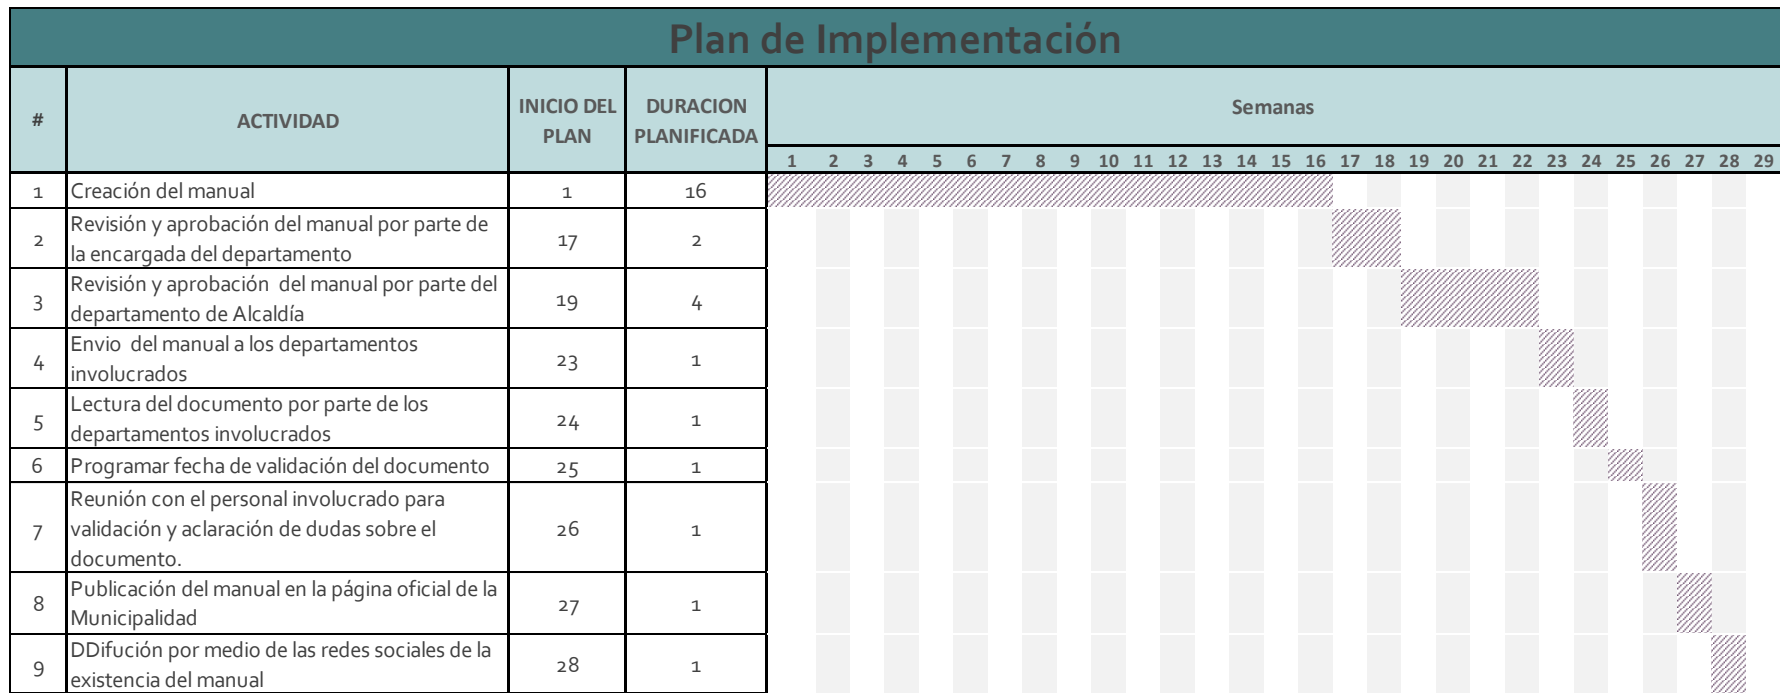 Plan de Implementación
# ACTIVIDAD INICIO DEL PLAN DURACION PLANIFICADA Semanas
1 2 3 4 5 6 7 8 9 10 11 12 13 14 15 16 17 18 19 20 21 22 23 24 25 26 27 28 29
1 Creación del manual 1 16
2 Revisión y aprobación del manual por parte de
la encargada del departamento 17 2
3 Revisión y aprobación  del manual por parte del
departamento de Alcaldía 19 4
4 Envio  del manual a los departamentos
involucrados 23 1
5 Lectura del documento por parte de los
departamentos involucrados 24 1
6 Programar fecha de validación del documento 25 1
7 Reunión con el personal involucrado para
validación y aclaración de dudas sobre el
documento. 26 1
8 Publicación del manual en la página oficial de la
Municipalidad 27 1
9 DDifución por medio de las redes sociales de la
existencia del manual 28 1